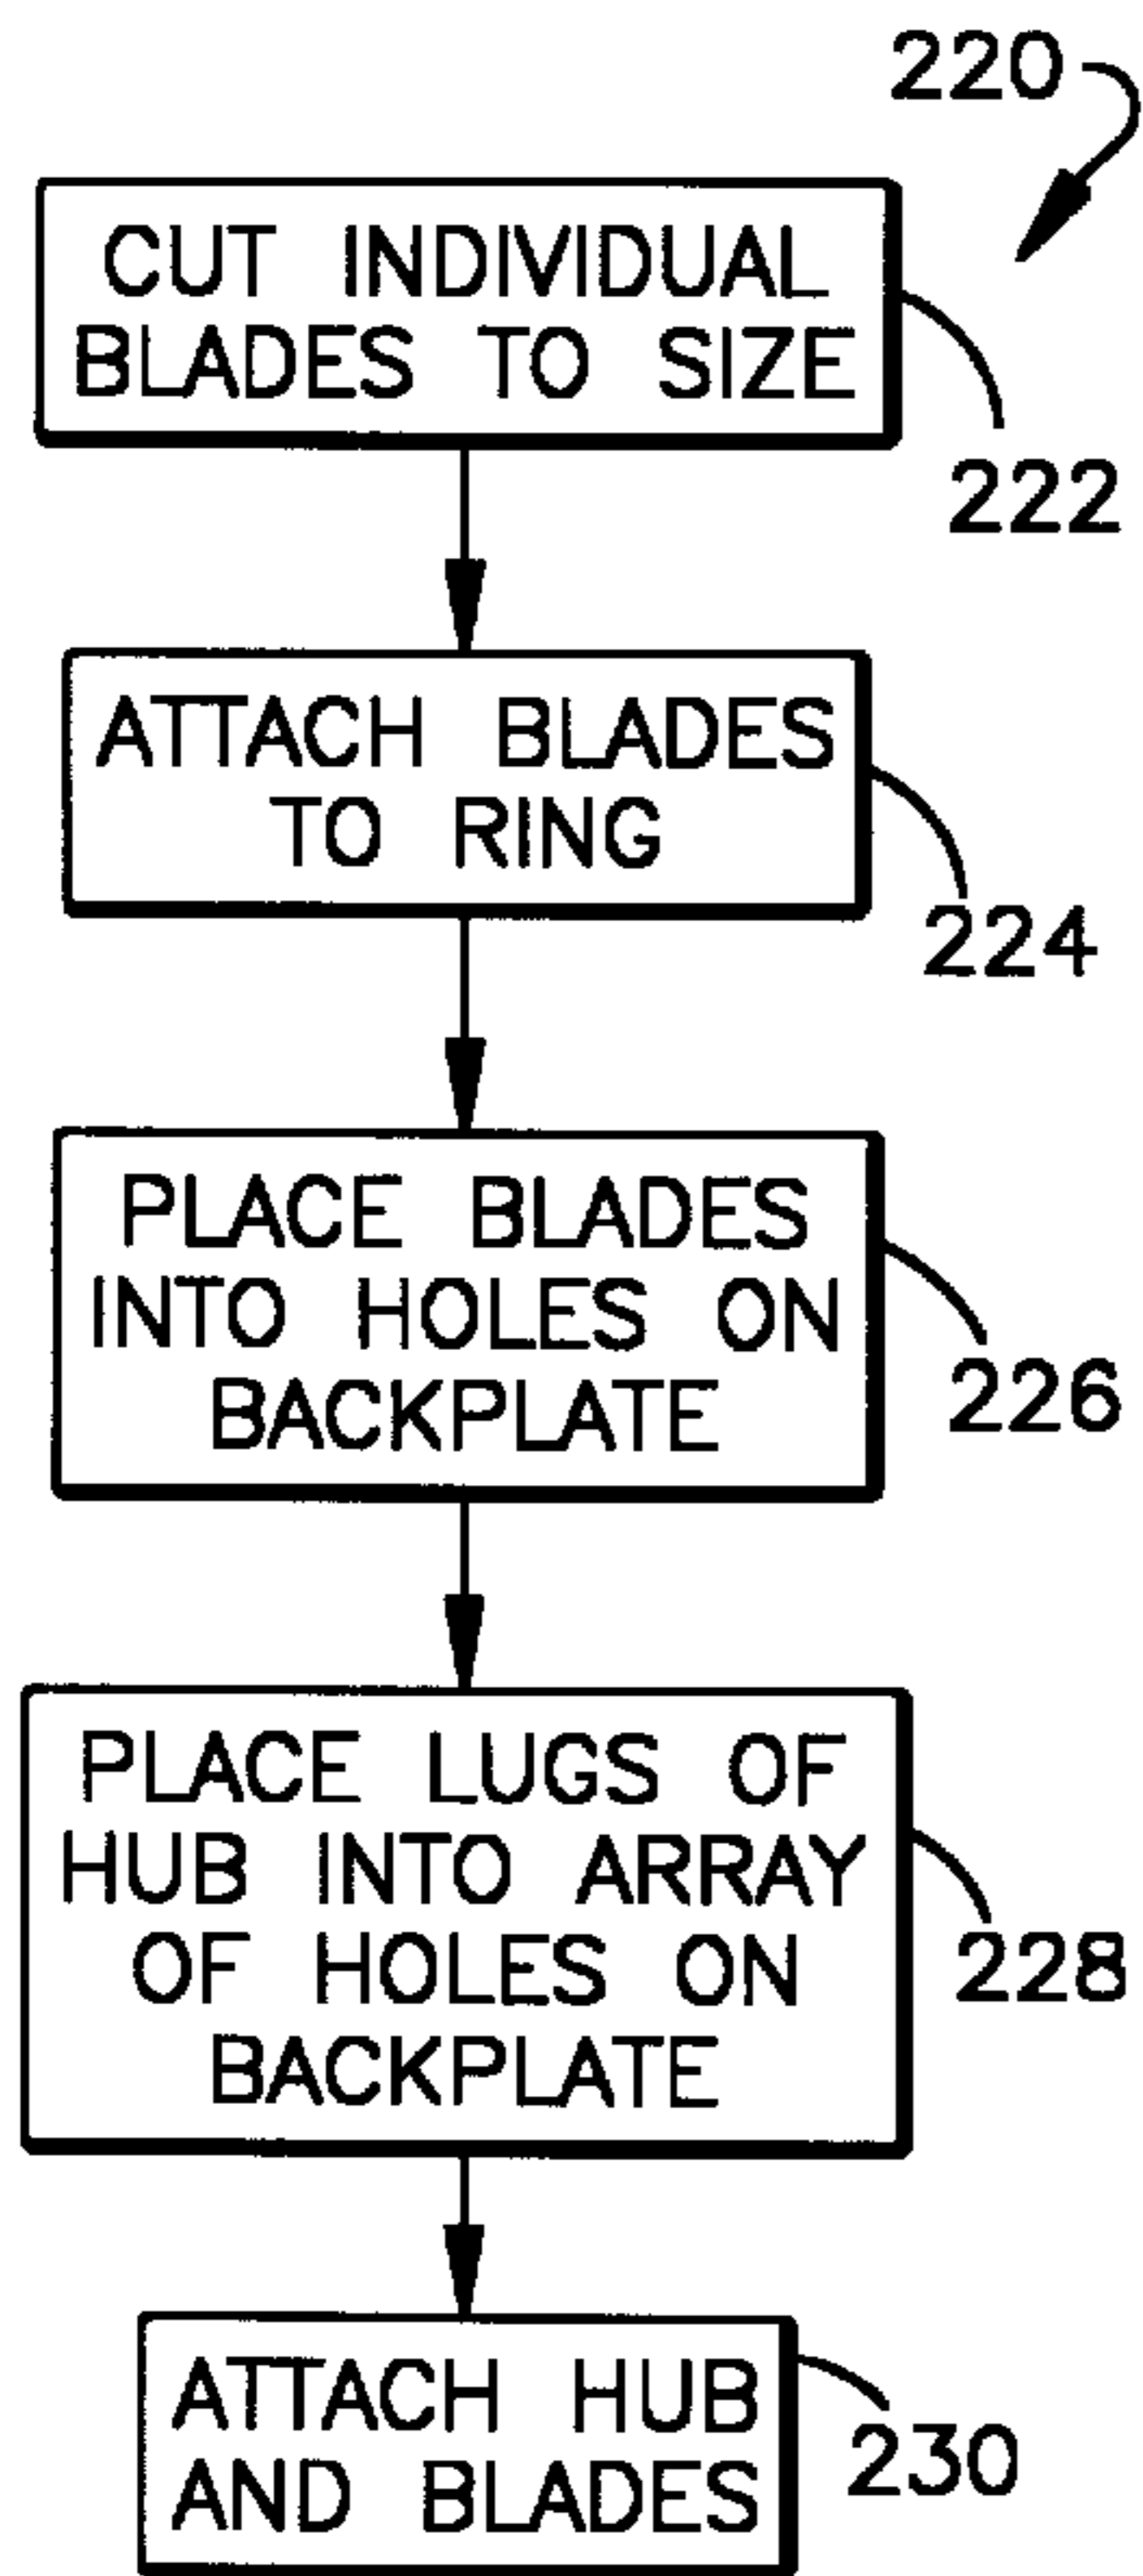 220
CUT INDIVIDUAL
BLADES TO SIZE
222
ATTACH BLADES
TO RING
224
PLACE BLADES
INTO HOLES ON
BACKPLATE
226
PLACE LUGS OF
HUB INTO ARRAY
OF HOLES ON
BACKPLATE
228
ATTACH HUB
AND BLADES
230